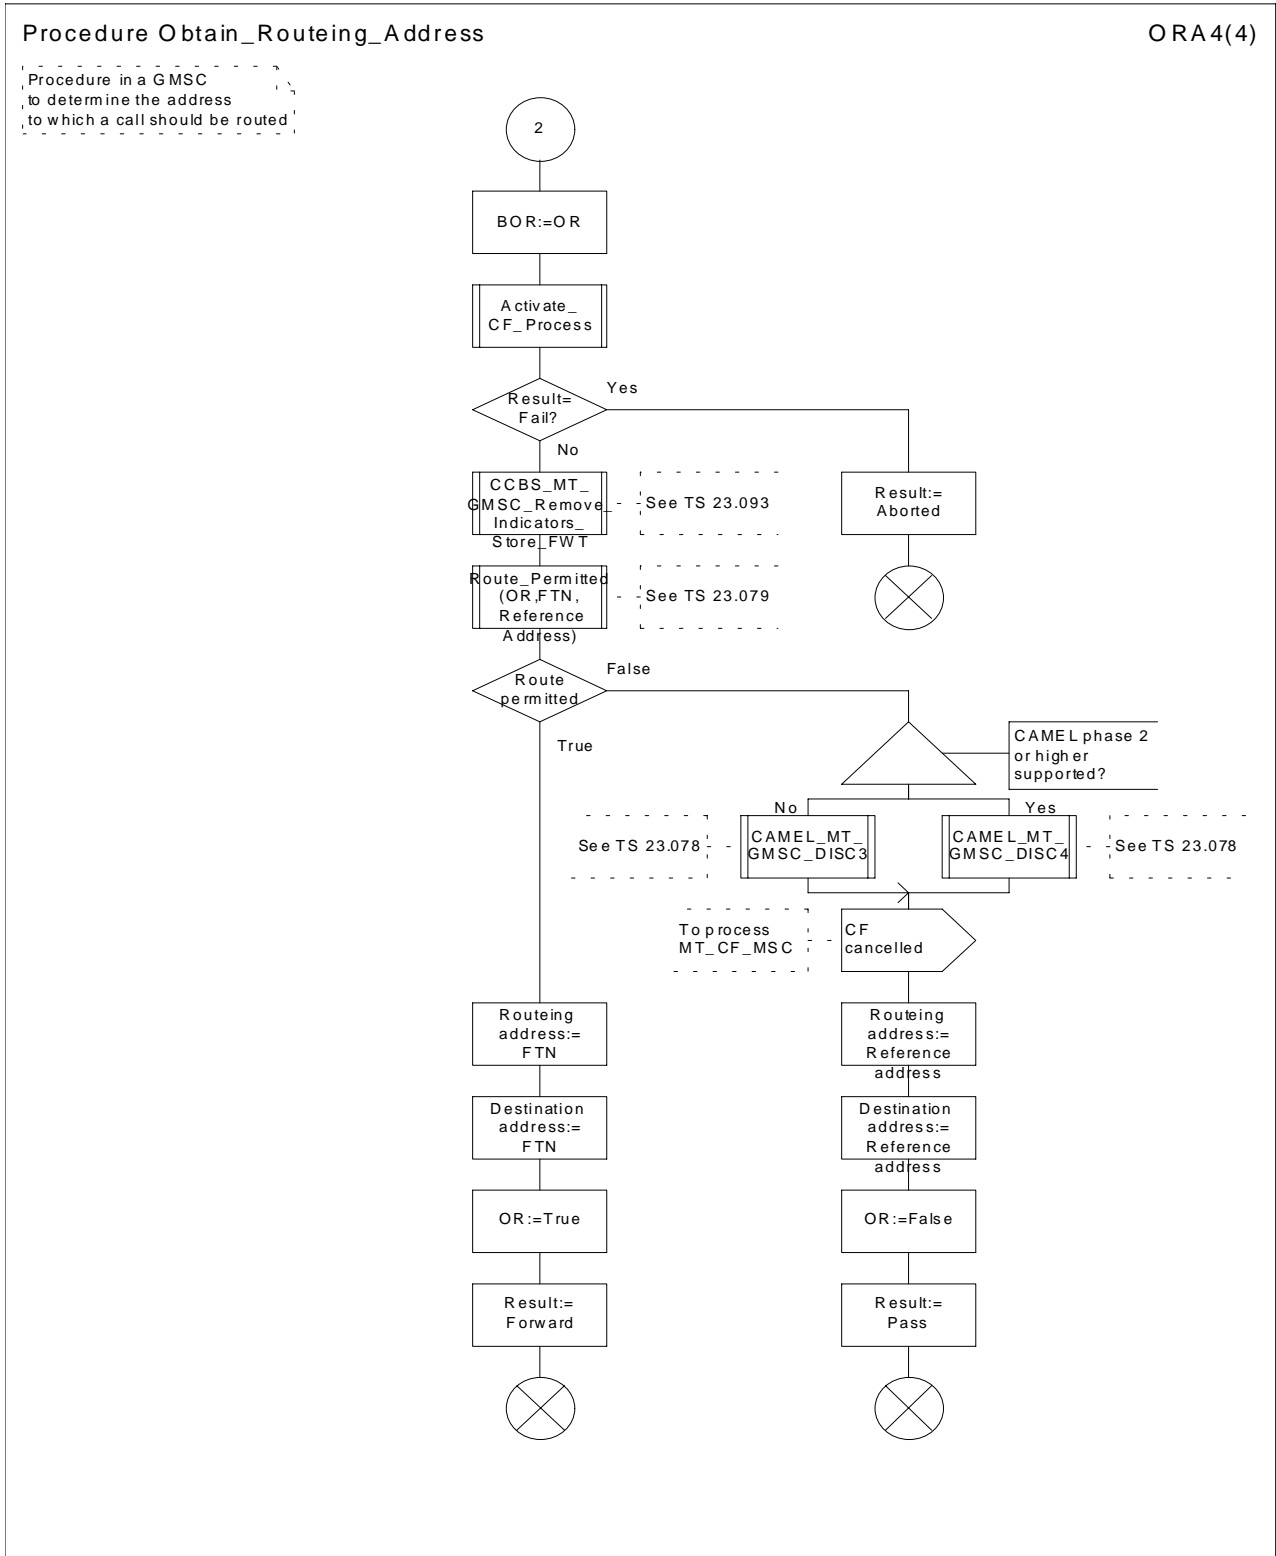 Procedure Obtain_Routeing_Address
ORA4(4)
Procedure in a GMSC
to determine the address
to which a call should be routed
2
BOR:=OR
Activate_
CF_Process
Result=
Fail?
Yes
No
CCBS_MT_
GMSC_Remove_
Indicators_
Store_FWT
See TS 23.093
Result:=
Aborted
Route_Permitted
(OR,FTN,
Reference
Address)
See TS 23.079
Route
permitted
False
True
CAMEL phase 2
or higher
supported?
No
Yes
See TS 23.078
CAMEL_MT_
GMSC_DISC3
CAMEL_MT_
GMSC_DISC4
See TS 23.078
To process
MT_CF_MSC
CF
cancelled
Routeing
address:=
FTN
Routeing
address:=
Reference
address
Destination
address:=
FTN
Destination
address:=
Reference
address
OR:=True
OR:=False
Result:=
Forward
Result:=
Pass